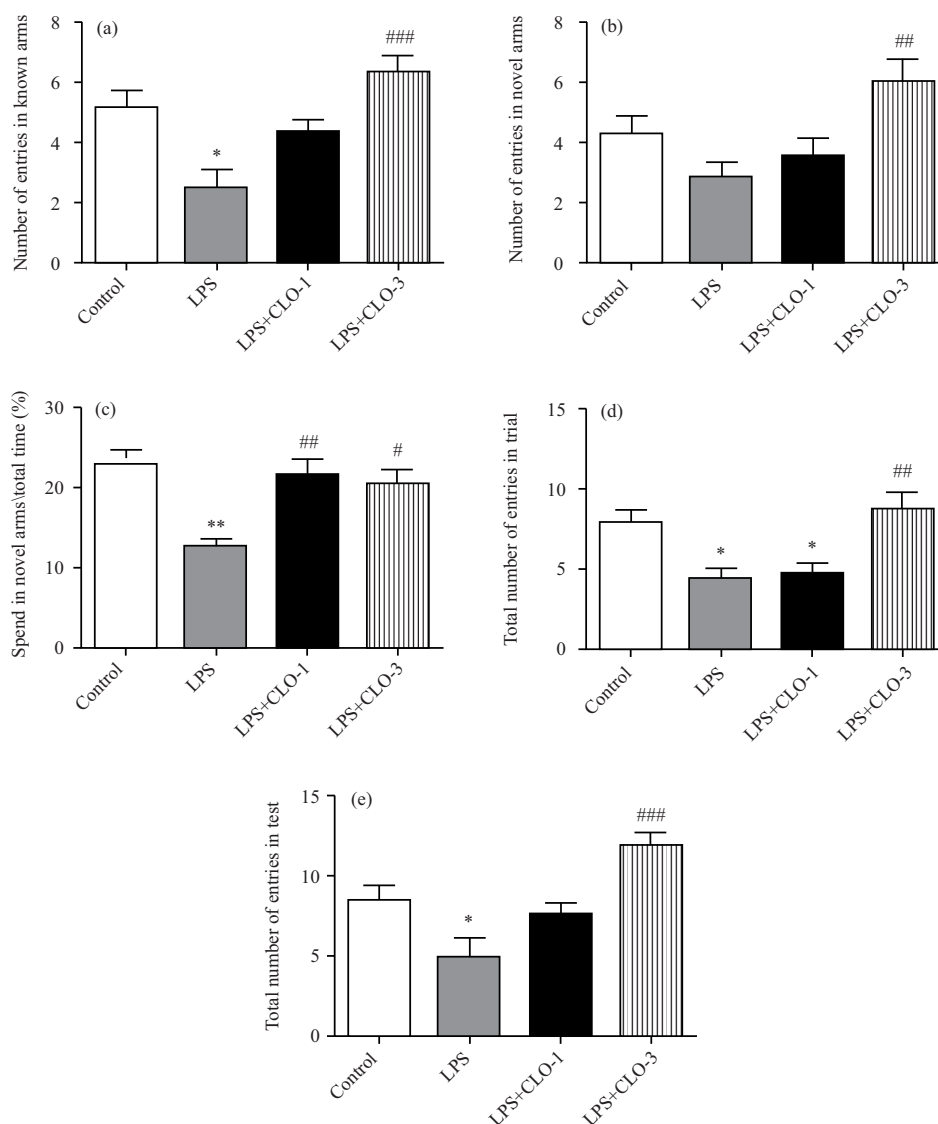 (a)
Number of entries in known arms
8
6
4
2
0
*
###
Control
LPS
LPS+CLO-1
LPS+CLO-3
(b)
Number of entries in novel arms
8
6
4
2
0
##
Control
LPS
LPS+CLO-1
LPS+CLO-3
(c)
Spend in novel arms\total time (%)
30
20
10
0
**
##
#
Control
LPS
LPS+CLO-1
LPS+CLO-3
(d)
Total number of entries in trial
15
10
5
0
*
*
##
Control
LPS
LPS+CLO-1
LPS+CLO-3
(e)
Total number of entries in test
15
10
5
0
*
###
Control
LPS
LPS+CLO-1
LPS+CLO-3